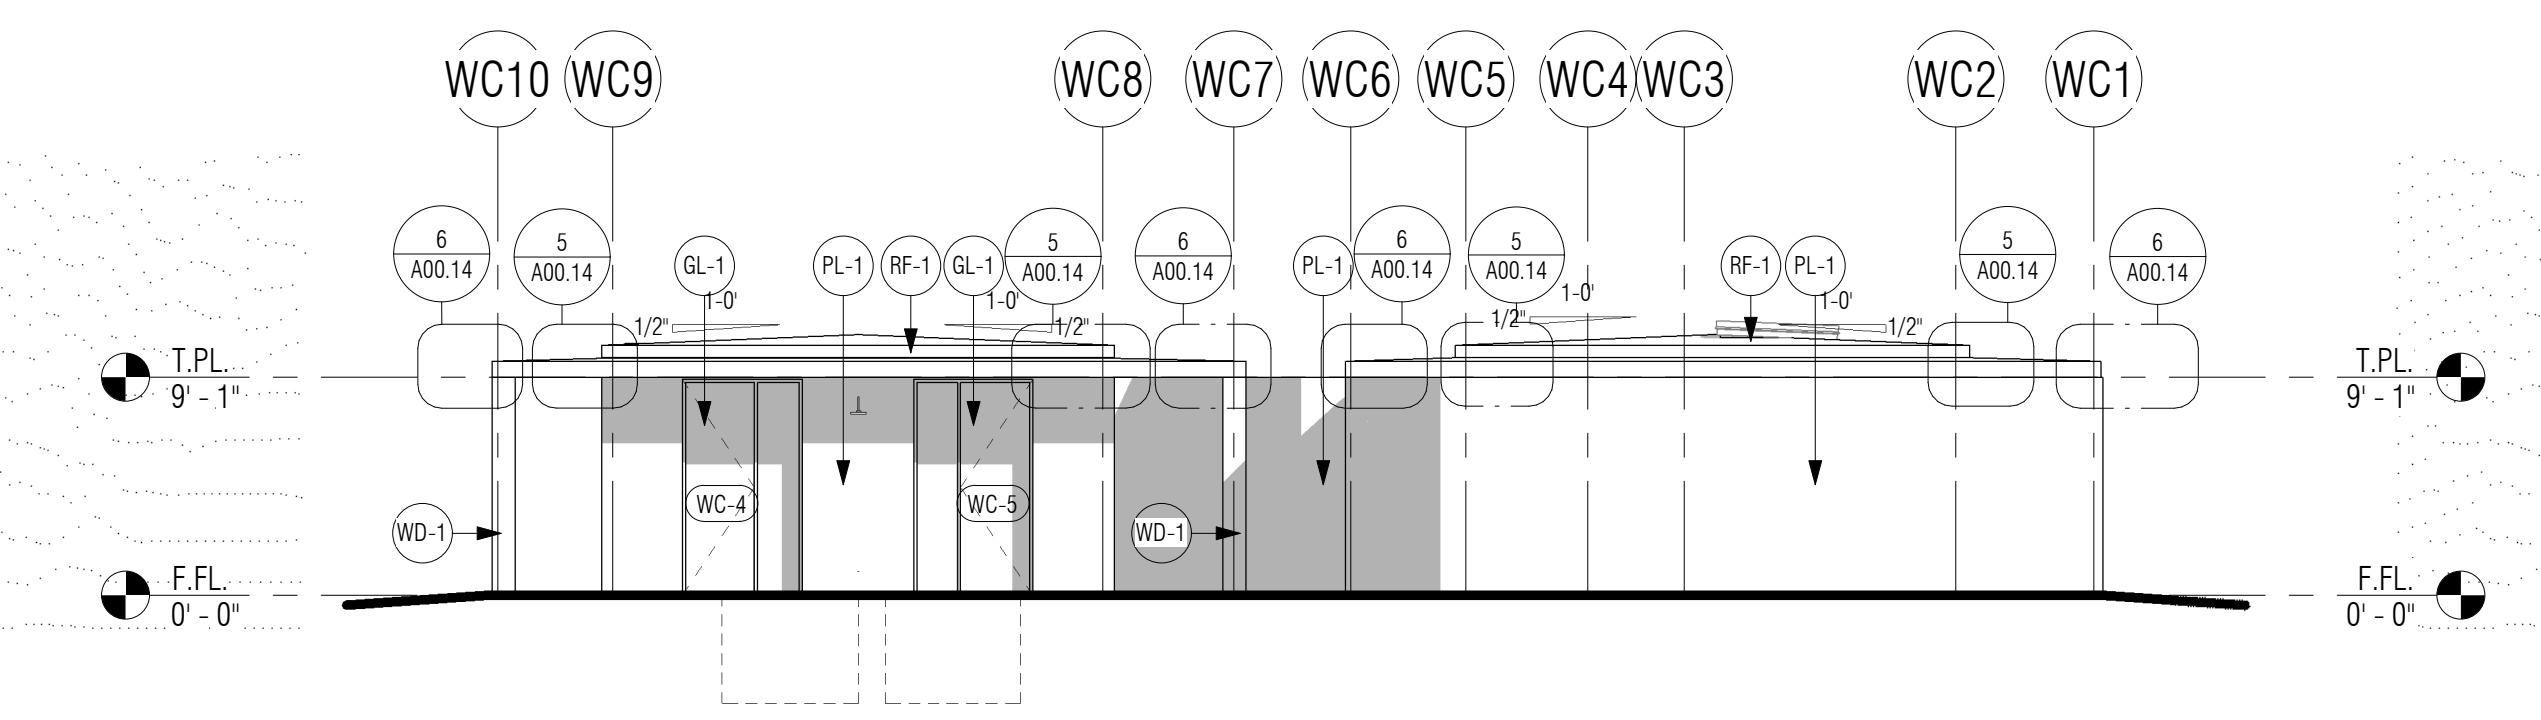 WC10 WC9 WC8 WC7 WC6 WC5 WC4 WC3 WC2 WC1
6 5 5 6 6 5 5 6
A00.14 A00.14 A00.14 A00.14 A00.14 A00.14 A00.14 A00.14
GL-1 PL-1 RF-1 GL-1 PL-1 RF-1 PL-1
1-0' 1-0' 1-0' 1-0'
1/2" 1/2" 1/2" 1/2"
T.PL. T.PL.
9' - 1" 9' - 1"
WC-4 WC-5
WD-1 WD-1
F.FL. F.FL.
0' - 0" 0' - 0"